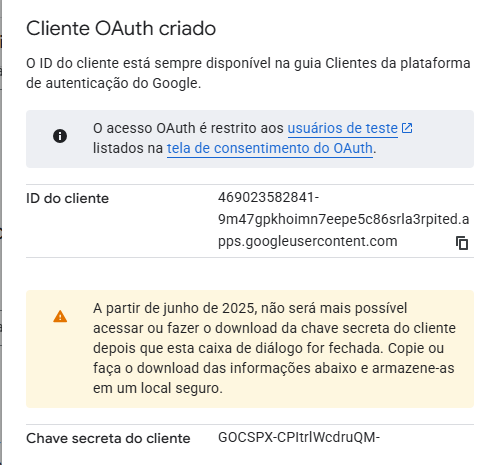 Cliente OAuth criado
O ID do cliente está sempre disponível na guia Clientes da plataforma
de autenticação do Google.
O acesso OAuth é restrito aos usuários de teste
listados na tela de consentimento do OAuth.
ID do cliente
469023582841-
9m47gpkhoimn7eepe5c86srla3rpited.a
pps.googleusercontent.com
A partir de junho de 2025, não será mais possível
acessar ou fazer o download da chave secreta do cliente
depois que esta caixa de diálogo for fechada. Copie ou
faça o download das informações abaixo e armazene-as
em um local seguro.
Chave secreta do cliente
GOCSPX-CPItrlWcdruQM-